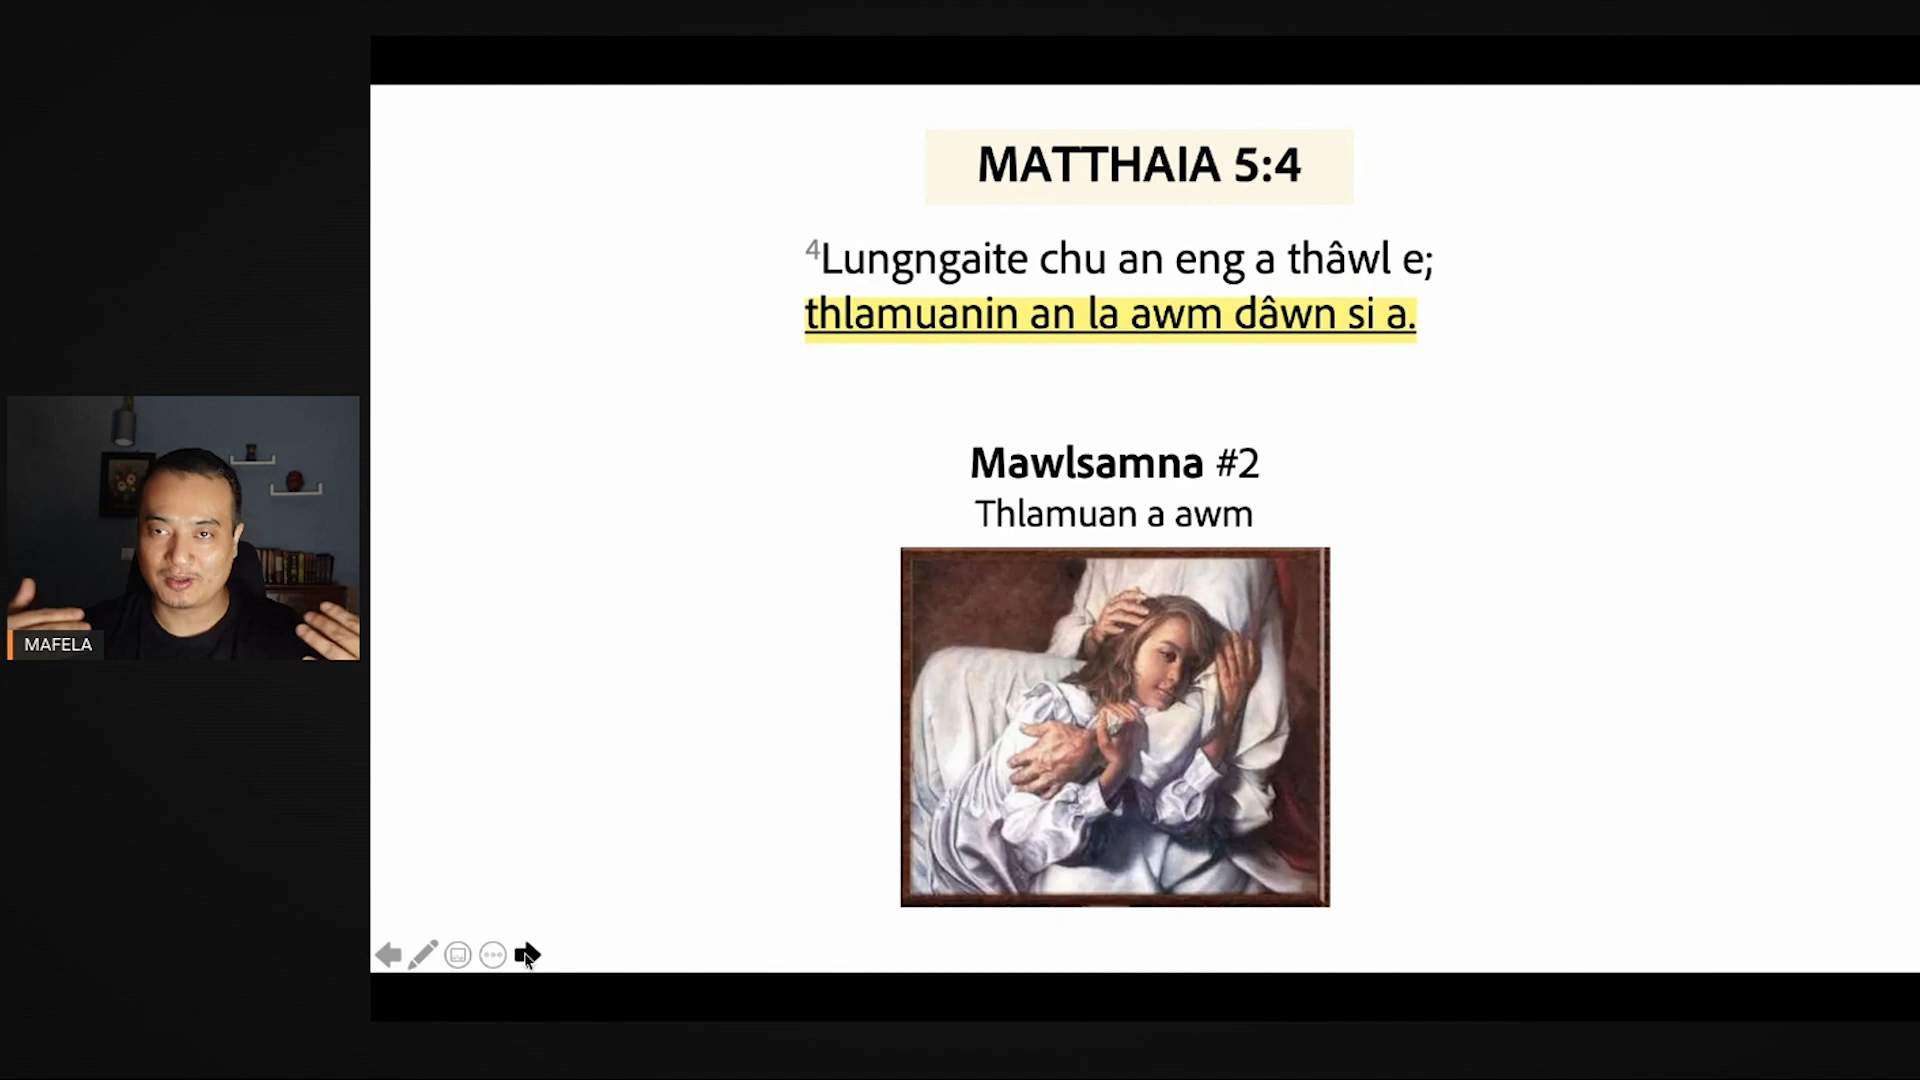 MATTHAIA 5:4
4Lungngaite chu an eng a thâwl e;
thlamuanin an la awm dâwn si a.
Mawlsamna #2
Thlamuan a awm
MAFELA